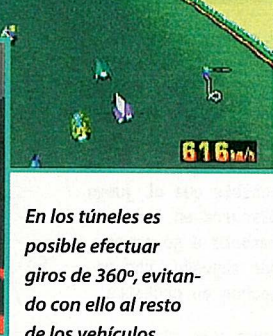 616km/h
En los túneles es
posible efectuar
giros de 360º, evitan-
do con ello al resto
de los vehículos